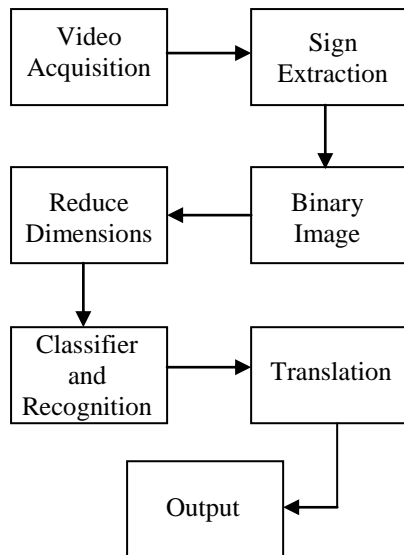 Video
Acquisition
Sign
Extraction
Binary
Image
Reduce
Dimensions
Classifier
and
Recognition
Translation
Output